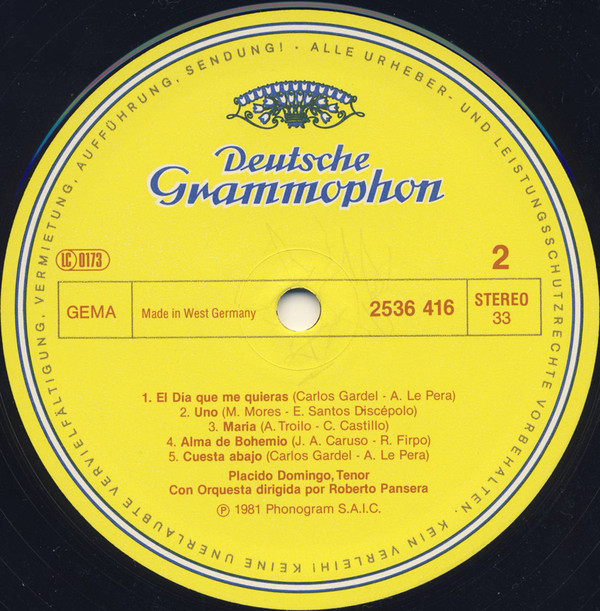 ALLE URHEBER- UND LEISTUNGSSCHUTZRECHTE VORBEHALTEN. KEIN VERLEIH! KEINE UNERLAUBTE VERVIELFÄLTIGUNG, VERMIETUNG, AUFFÜHRUNG, SENDUNG! ·
Deutsche
Grammophon
LC 0173
2
GEMA
Made in West Germany
2536 416
STEREO
33
1. El Día que me quieras (Carlos Gardel - A. Le Pera)
2. Uno (M. Mores - E. Santos Discépolo)
3. Maria (A. Troilo - C. Castillo)
4. Alma de Bohemio (J. A. Caruso - R. Firpo)
5. Cuesta abajo (Carlos Gardel - A. Le Pera)
Placido Domingo, Tenor
Con Orquesta dirigida por Roberto Pansera
℗ 1981 Phonogram S.A.I.C.